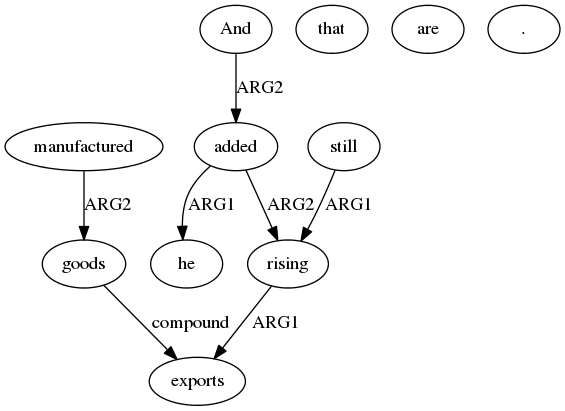 And that are .
ARG2
manufactured added still
ARG2 ARG1 ARG2 ARG1
goods he rising
compound ARG1
exports